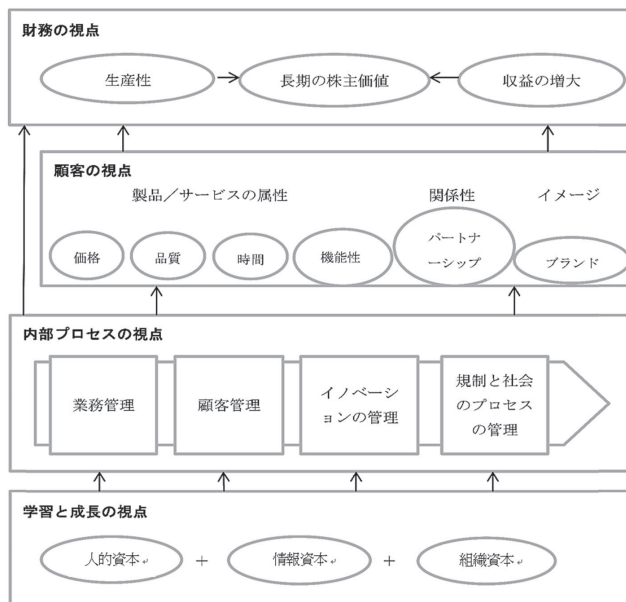 財務の視点
生産性
長期の株主価値
収益の増大
顧客の視点
製品／サービスの属性
関係性
イメージ
価格
品質
時間
機能性
パートナ
ーシップ
ブランド
内部プロセスの視点
業務管理
顧客管理
イノベーシ
ョンの管理
規制と社会
のプロセス
の管理
学習と成長の視点
人的資本
+
情報資本
+
組織資本